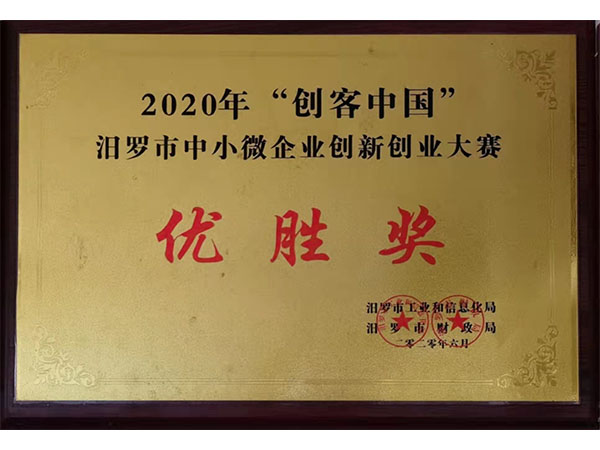 2020年“创客中国”
汨罗市中小微企业创新创业大赛
优胜奖
汨罗市工业和信息化局
汨罗市财政局
二零二零年六月